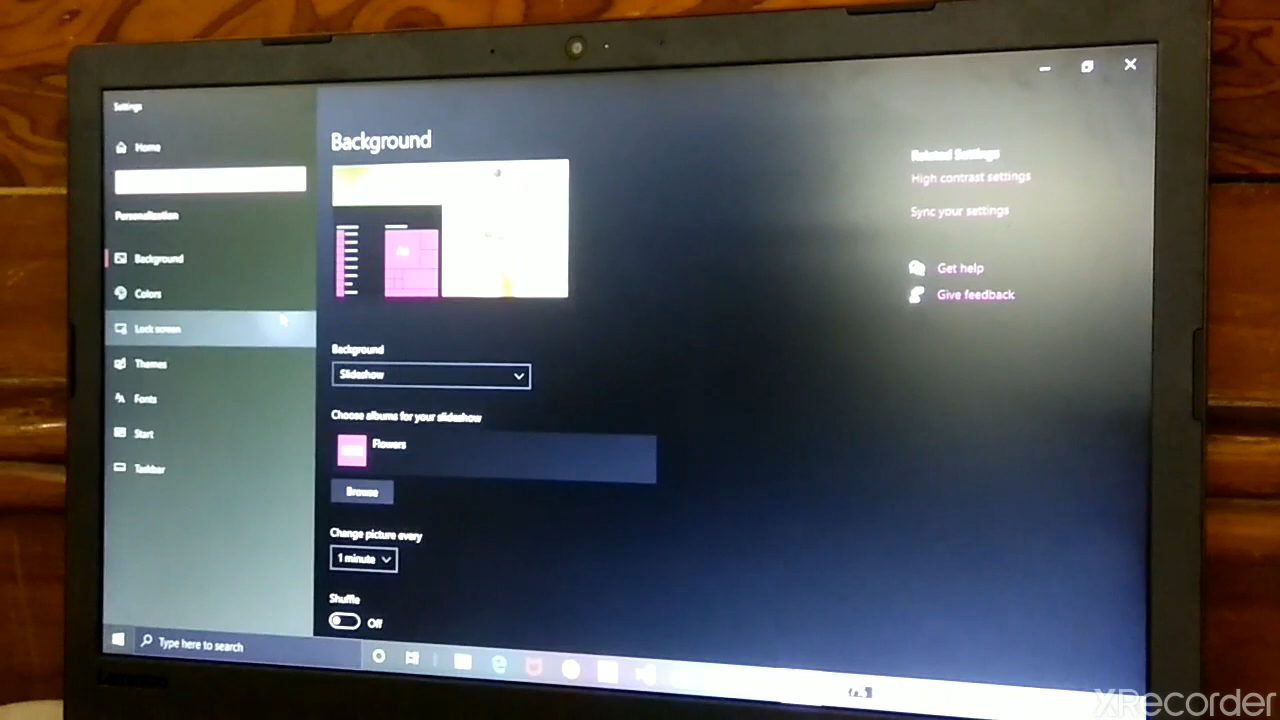 Settings
Home
Personalization
Background
Colors
Lock screen
Themes
Fonts
Start
Taskbar
Background
Aa
Background
Slideshow
Choose albums for your slideshow
Flowers
Browse
Change picture every
1 minute
Shuffle
Off
Related Settings
High contrast settings
Sync your settings
Get help
Give feedback
Type here to search
Lenovo
XRecorder